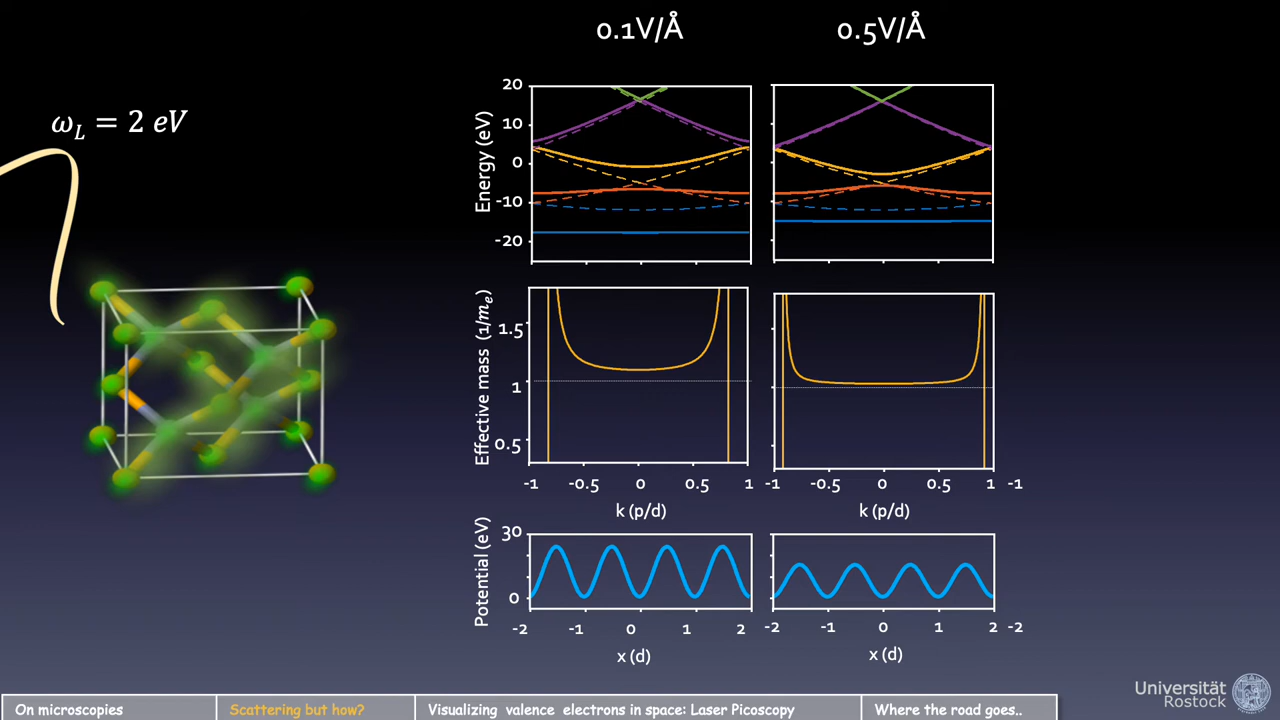 0.1V/Å 0.5V/Å
ω_L = 2 eV
Energy (eV)
20
10
0
-10
-20
Effective mass (1/m_e)
1.5
1
0.5
-1 -0.5 0 0.5 1 -0.5 0 0.5 1 -1
k (p/d) k (p/d)
Potential (eV)
30
0
-2 -1 0 1 2 -2 -1 0 1 2 -2
x (d) x (d)
Universität
Rostock
On microscopies Scattering but how? Visualizing valence electrons in space: Laser Picoscopy Where the road goes..